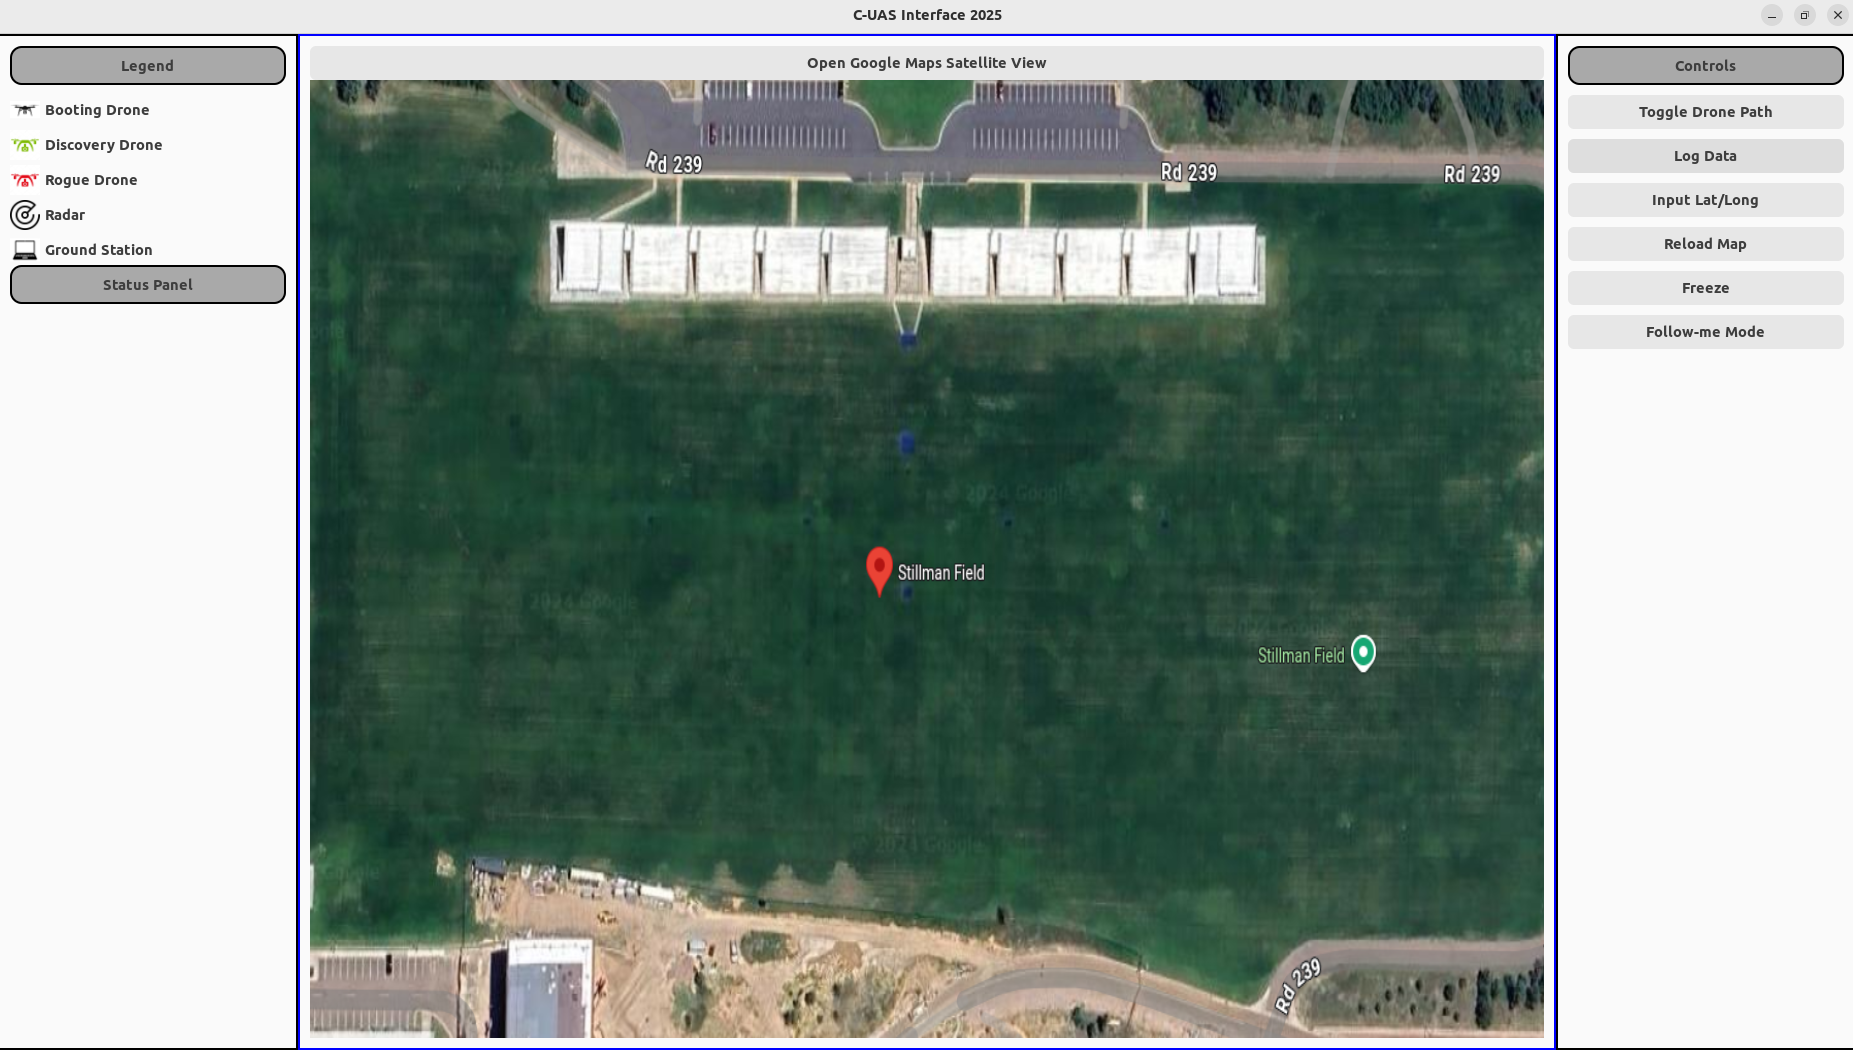 C-UAS Interface 2025
Legend
Booting Drone
Discovery Drone
Rogue Drone
Radar
Ground Station
Status Panel
Open Google Maps Satellite View
Rd 239
Rd 239
Rd 239
2024 Google
Stillman Field
2024 Google
2024 Google
Stillman Field
© 2024 Google
Google
Rd 239
Controls
Toggle Drone Path
Log Data
Input Lat/Long
Reload Map
Freeze
Follow-me Mode